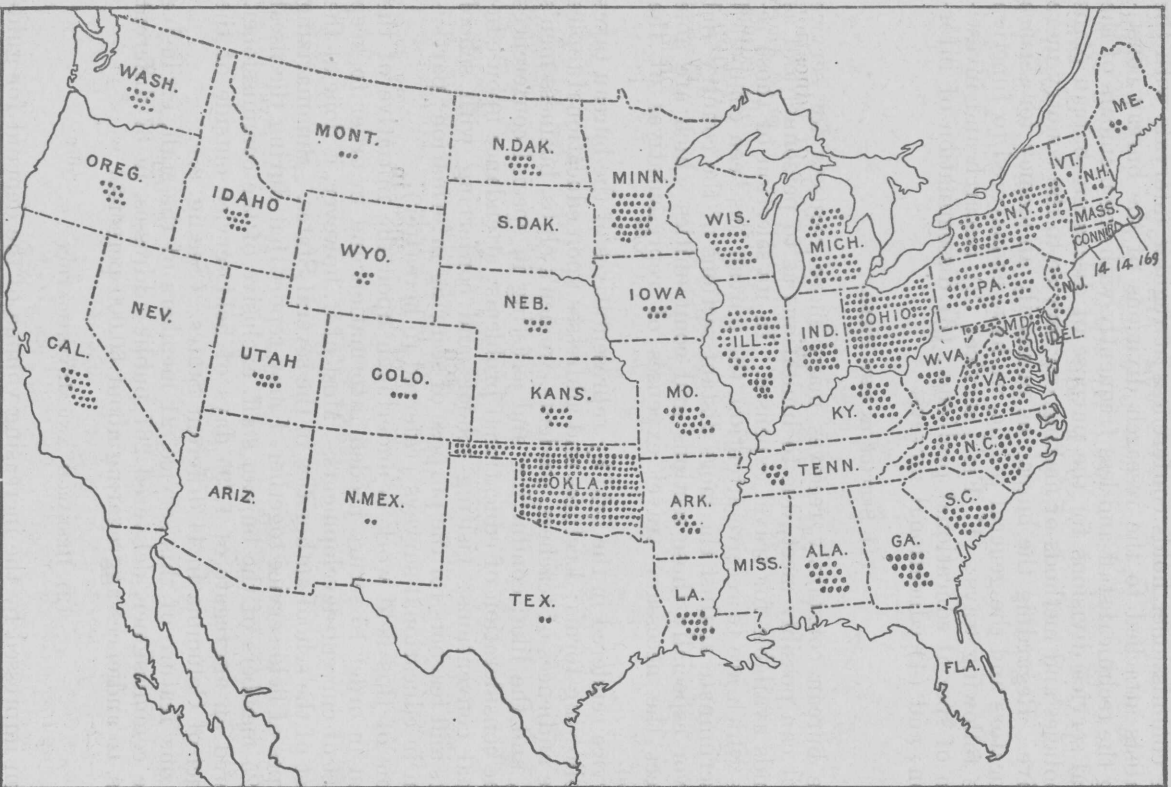 WASH.
MONT.
N.DAK.
MINN.
ME.
OREG.
IDAHO
S.DAK.
WIS.
MICH.
N.Y.
VT.
N.H.
MASS.
CONN.
R.I.
14 14 169
WYO.
NEB.
IOWA
ILL.
IND.
OHIO
PA.
N.J.
MD.
DEL.
NEV.
CAL.
UTAH
COLO.
KANS.
MO.
KY.
W.VA.
VA.
ARIZ.
N.MEX.
OKLA.
ARK.
TENN.
N.C.
S.C.
TEX.
LA.
MISS.
ALA.
GA.
FLA.